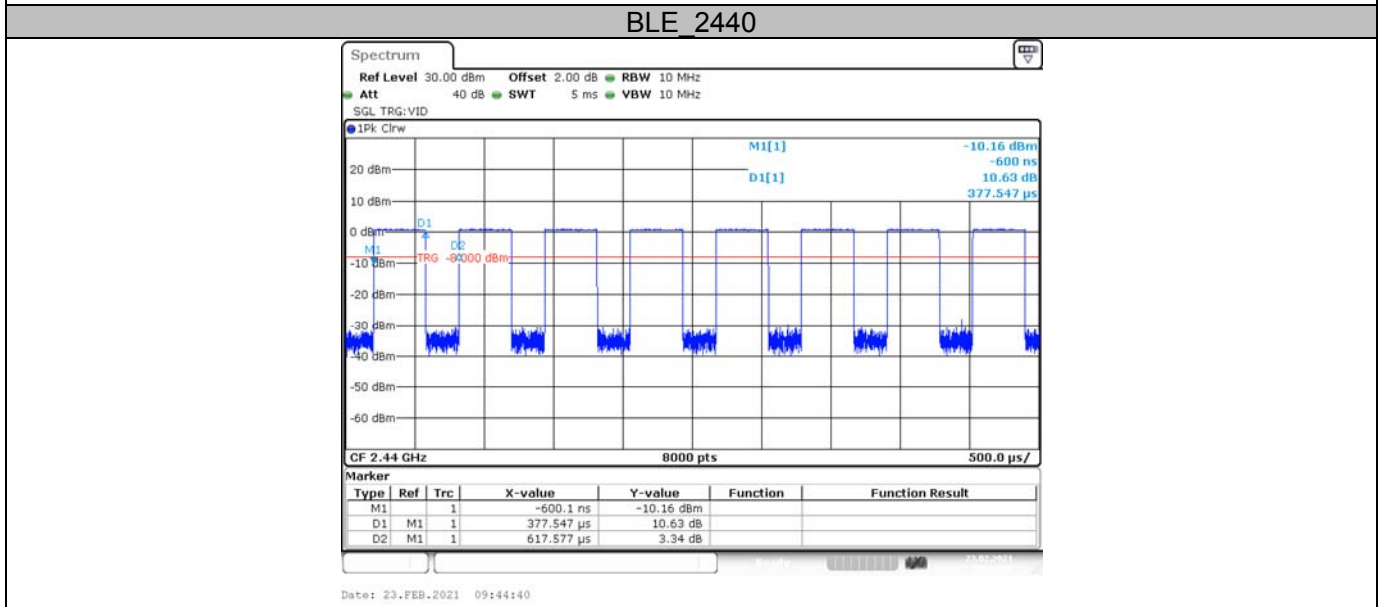 BLE_2440
Spectrum
Ref Level 30.00 dBm Offset 2.00 dB RBW 10 MHz
Att 40 dB SWT 5 ms VBW 10 MHz
SGL TRG:VID
1Pk Clrw
M1[1] -10.16 dBm
-600 ns
20 dBm
D1[1] 10.63 dB
377.547 µs
10 dBm
D1
0 dBm
M1 D2
TRG -8.000 dBm
-10 dBm
-20 dBm
-30 dBm
-40 dBm
-50 dBm
-60 dBm
CF 2.44 GHz 8000 pts 500.0 µs/
Marker
Type Ref Trc X-value Y-value Function Function Result
M1 1 -600.1 ns -10.16 dBm
D1 M1 1 377.547 µs 10.63 dB
D2 M1 1 617.577 µs 3.34 dB
Ready
Date: 23.FEB.2021 09:44:40